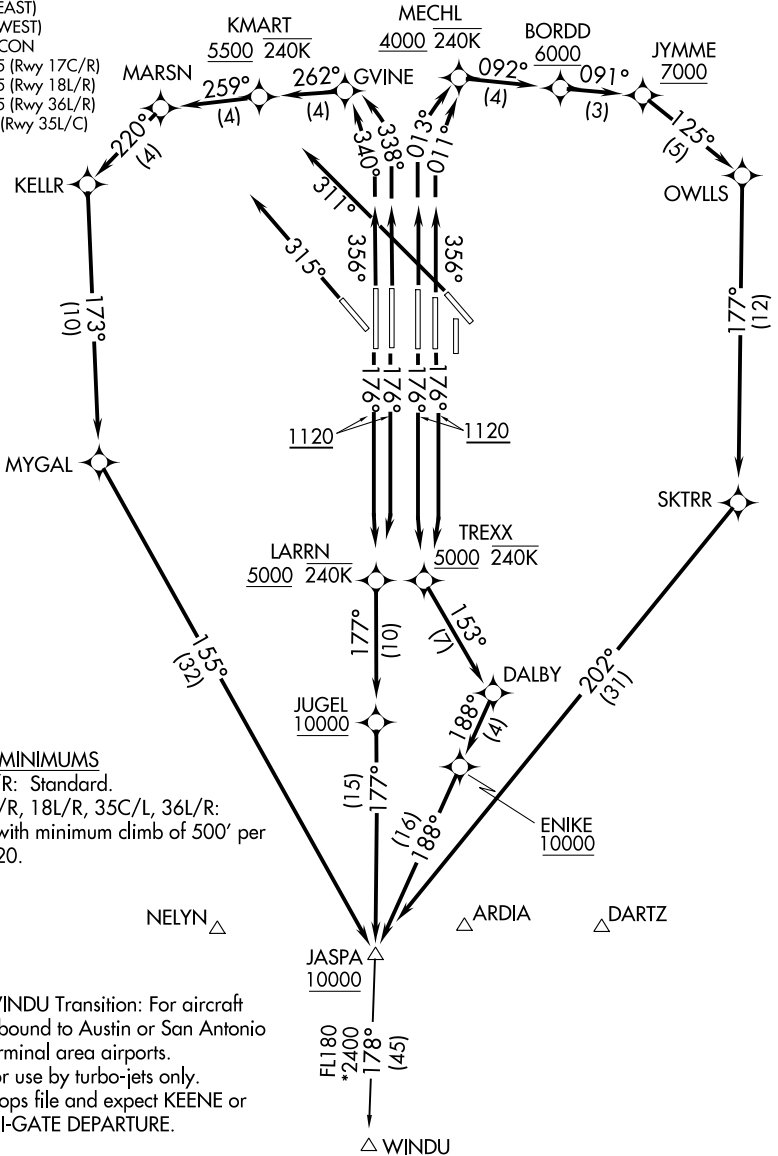 EAST)
WEST)
CON
5 (Rwy 17C/R)
5 (Rwy 18L/R)
5 (Rwy 36L/R)
(Rwy 35L/C)
KMART
5500 240K
MECHL
4000 240K
BORDD
6000
JYMME
7000
MARSN
GVINE
259°
(4)
262°
(4)
092°
(4)
091°
(3)
220°
(4)
125°
(5)
KELLR
OWLLS
340°
338°
013°
011°
311°
315°
356°
356°
173°
(10)
177°
(12)
176°
176°
176°
176°
1120
1120
MYGAL
SKTRR
LARRN
5000 240K
TREXX
5000 240K
177°
(10)
153°
(7)
155°
(32)
202°
(31)
DALBY
JUGEL
10000
188°
(4)
(15)
177°
(16)
188°
ENIKE
10000
MINIMUMS
/R: Standard.
/R, 18L/R, 35C/L, 36L/R:
with minimum climb of 500' per
20.
NELYN
ARDIA
DARTZ
JASPA
10000
WINDU Transition: For aircraft
bound to Austin or San Antonio
rminal area airports.
or use by turbo-jets only.
ops file and expect KEENE or
I-GATE DEPARTURE.
FL180
*2400
178°
(45)
WINDU